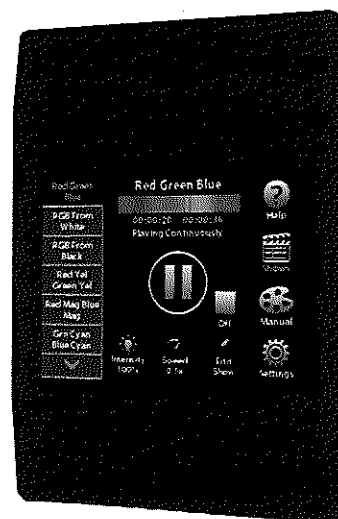 Red Green
Blue
RGB From
White
RGB From
Black
Red Yel
Green Yel
Red Mag Blue
Mag
Grn Cyan
Blue Cyan
Red Green Blue
00:00:20 00:00:36
Playing Continuously
Off
Intensity
100%
Speed
0.5x
Edit
Show
?
Help
Shows
Manual
Settings